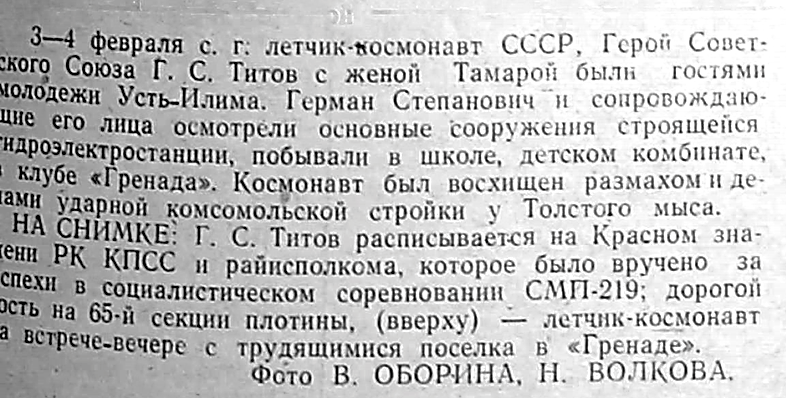 3—4 февраля с. г. летчик-космонавт СССР, Герой Совет-
ского Союза Г. С. Титов с женой Тамарой были гостями
молодежи Усть-Илима. Герман Степанович и сопровождаю-
щие его лица осмотрели основные сооружения строящейся
гидроэлектростанции, побывали в школе, детском комбинате,
в клубе «Гренада». Космонавт был восхищен размахом и де-
лами ударной комсомольской стройки у Толстого мыса.
НА СНИМКЕ: Г. С. Титов расписывается на Красном зна-
мени РК КПСС и райисполкома, которое было вручено за
успехи в социалистическом соревновании СМП-219; дорогой
гость на 65-й секции плотины, (вверху) — летчик-космонавт
на встрече-вечере с трудящимися поселка в «Гренаде».
Фото В. ОБОРИНА, Н. ВОЛКОВА.